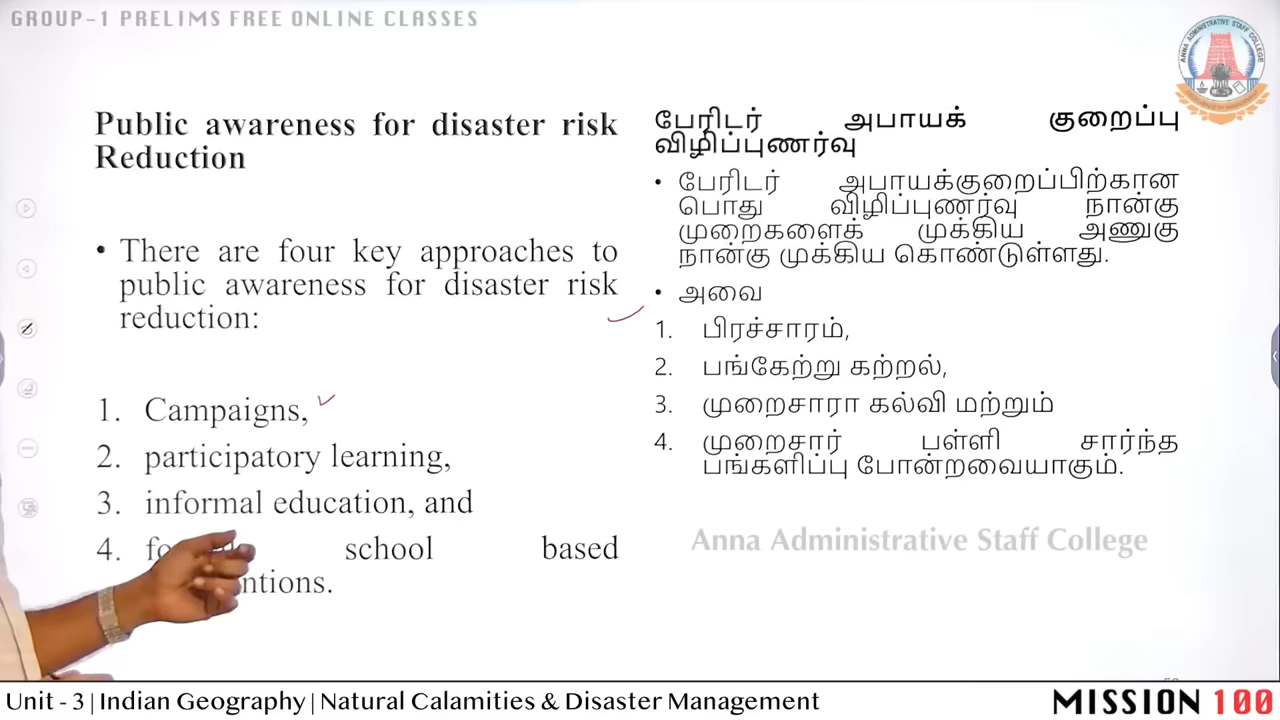 GROUP-1 PRELIMS FREE ONLINE CLASSES
ANNA ADMINISTRATIVE STAFF COLLEGE
Public awareness for disaster risk
Reduction
• There are four key approaches to
public awareness for disaster risk
reduction:
1. Campaigns,
2. participatory learning,
3. informal education, and
4. school based
பேரிடர் அபாயக் குறைப்பு
விழிப்புணர்வு
• பேரிடர் அபாயக்குறைப்பிற்கான
பொது விழிப்புணர்வு நான்கு
முறைகளைக் முக்கிய அணுகு
நான்கு முக்கிய கொண்டுள்ளது.
• அவை
1. பிரச்சாரம்,
2. பங்கேற்று கற்றல்,
3. முறைசாரா கல்வி மற்றும்
4. முறைசார் பள்ளி சார்ந்த
பங்களிப்பு போன்றவையாகும்.
Anna Administrative Staff College
Unit - 3 | Indian Geography | Natural Calamities & Disaster Management
MISSION 100